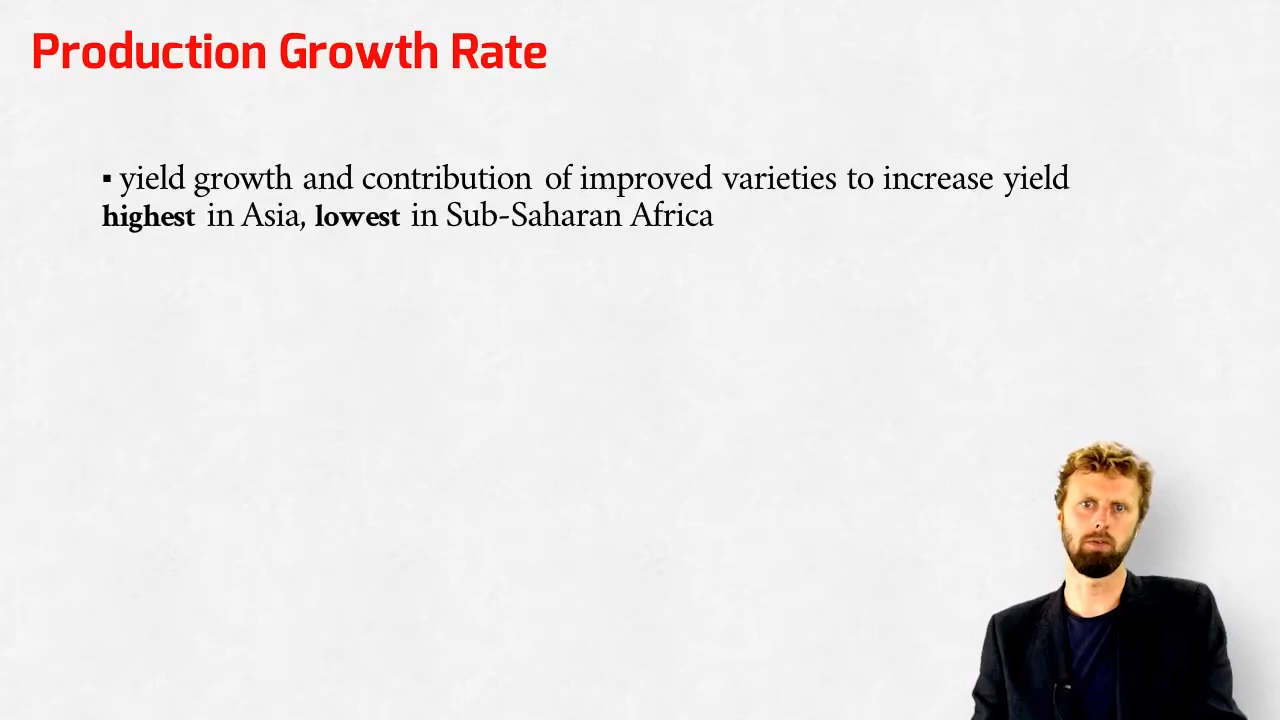 Production Growth Rate
▪ yield growth and contribution of improved varieties to increase yield
highest in Asia, lowest in Sub-Saharan Africa